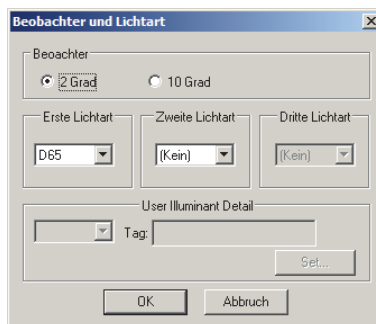 Beobachter und Lichtart
Beoachter
2 Grad
10 Grad
Erste Lichtart
Zweite Lichtart
Dritte Lichtart
D65
(Kein)
(Kein)
User Illuminant Detail
Tag:
Set...
OK
Abbruch